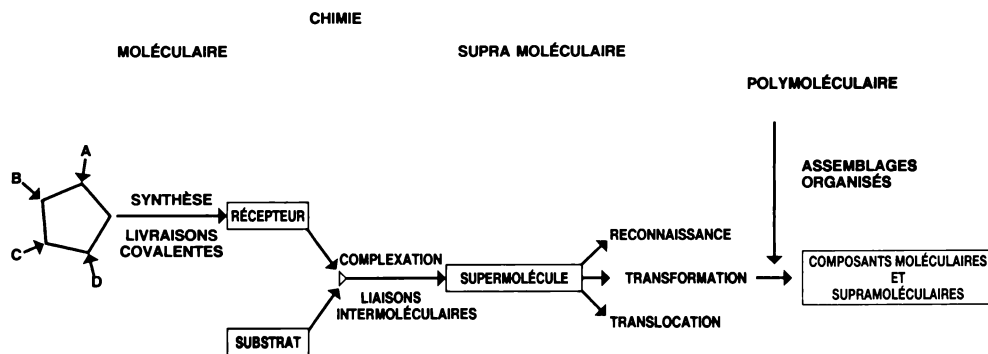 CHIMIE
MOLÉCULAIRE
SUPRA MOLÉCULAIRE
POLYMOLÉCULAIRE
A
B
C
D
SYNTHÈSE
LIVRAISONS
COVALENTES
RÉCEPTEUR
SUBSTRAT
COMPLEXATION
LIAISONS
INTERMOLÉCULAIRES
SUPERMOLÉCULE
RECONNAISSANCE
TRANSFORMATION
TRANSLOCATION
ASSEMBLAGES
ORGANISÉS
COMPOSANTS MOLÉCULAIRES
ET
SUPRAMOLÉCULAIRES